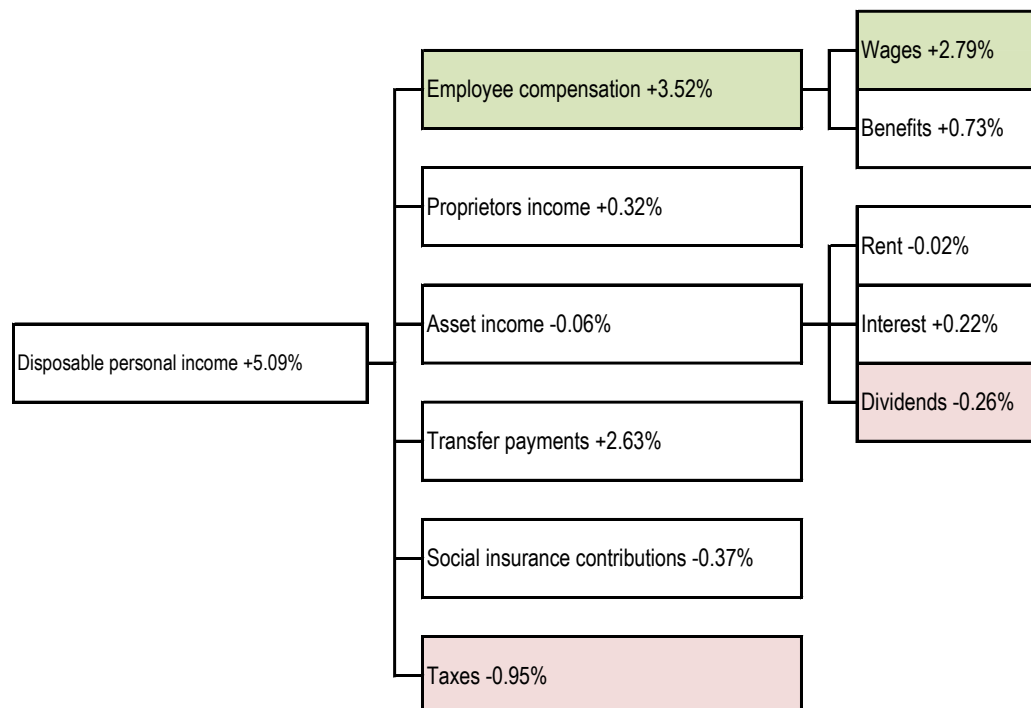 Disposable personal income +5.09%
Employee compensation +3.52%
Wages +2.79%
Benefits +0.73%
Proprietors income +0.32%
Asset income -0.06%
Rent -0.02%
Interest +0.22%
Dividends -0.26%
Transfer payments +2.63%
Social insurance contributions -0.37%
Taxes -0.95%